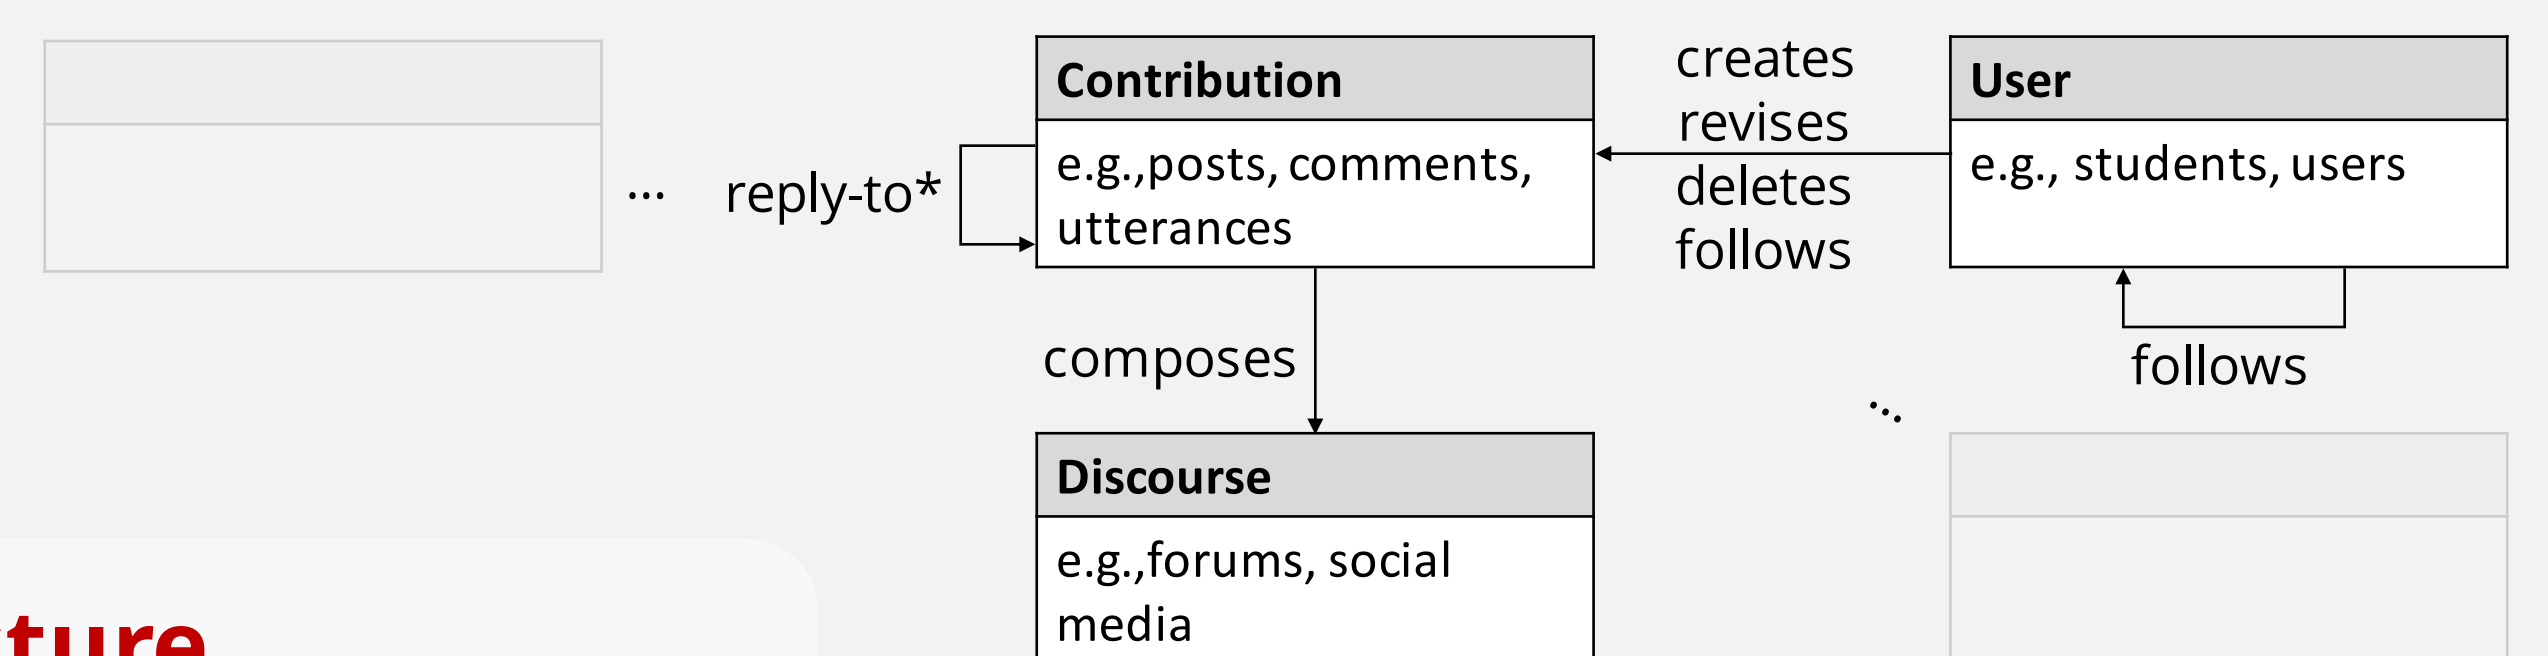 Contribution
e.g.,posts, comments,
utterances
creates
revises
deletes
follows
User
e.g., students, users
...
reply-to*
composes
follows
...
Discourse
e.g.,forums, social
media